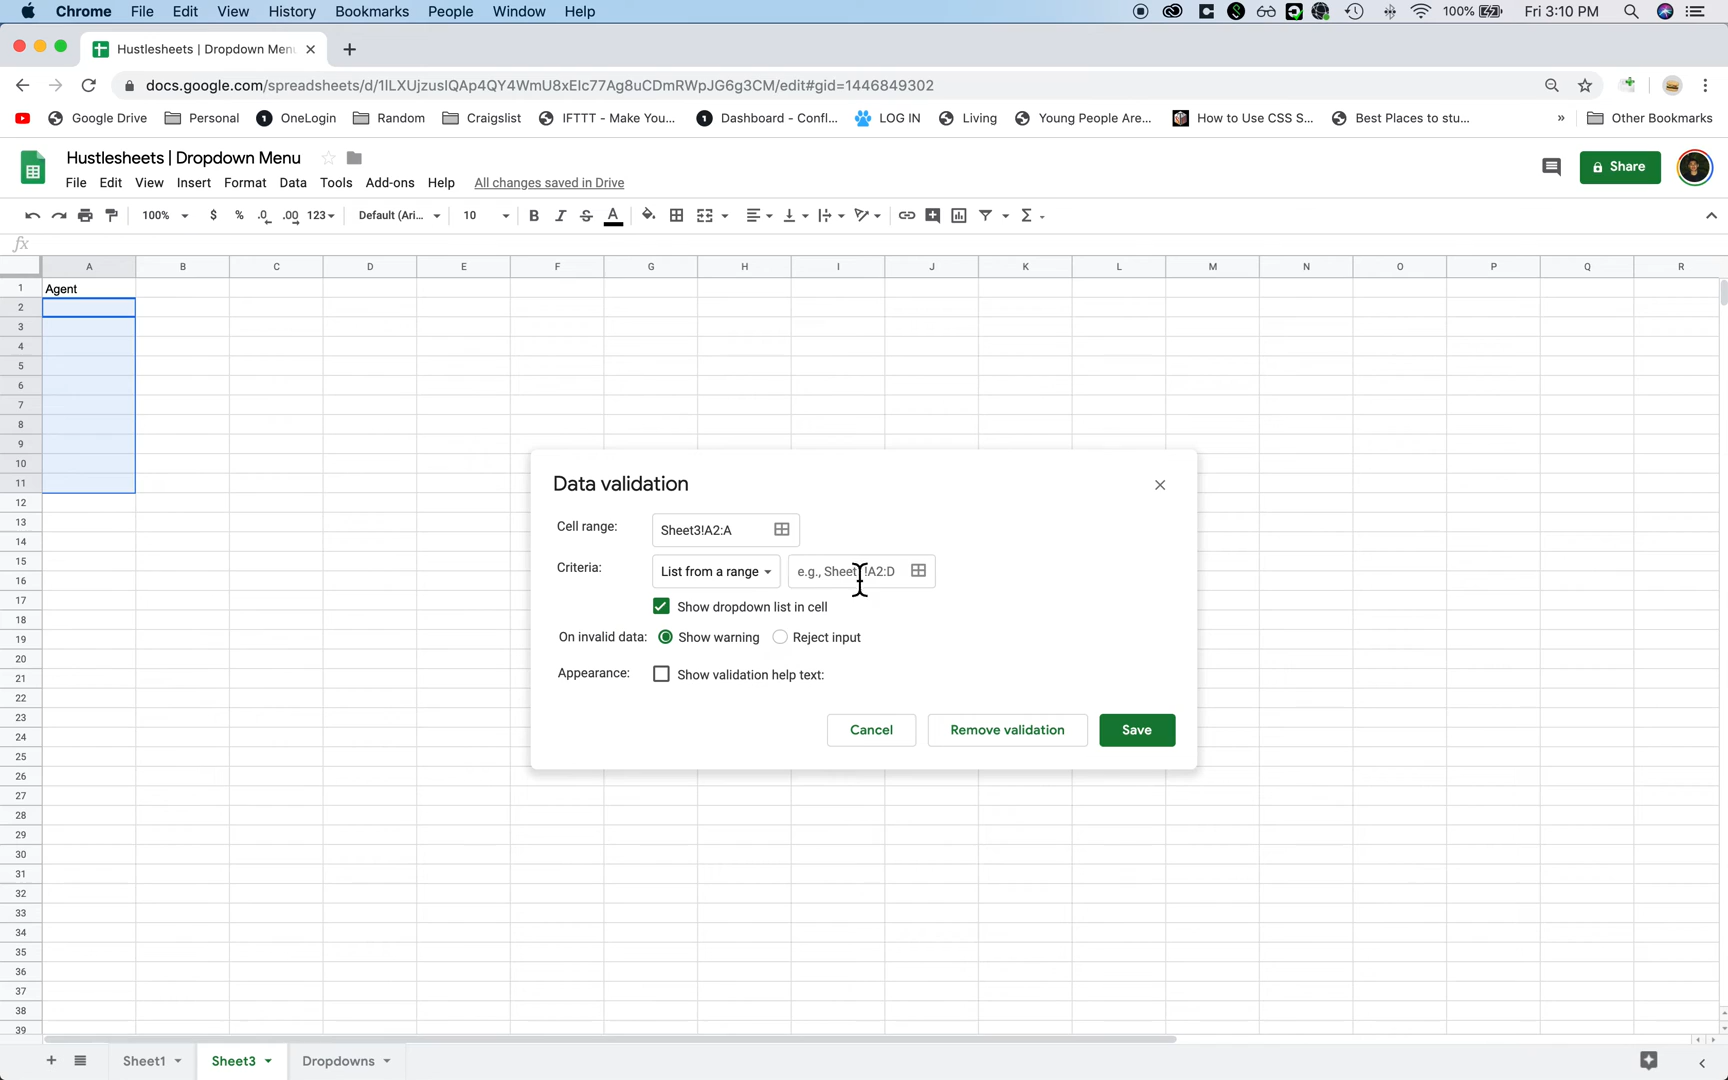 Chrome File Edit View History Bookmarks People Window Help 100% Fri 3:10 PM
Hustlesheets | Dropdown Menu
docs.google.com/spreadsheets/d/1lLXUjzuslQAp4QY4WmU8xEIc77Ag8uCDmRWpJG6g3CM/edit#gid=1446849302
Google Drive Personal OneLogin Random Craigslist IFTTT - Make You... Dashboard - Confl... LOG IN Living Young People Are... How to Use CSS S... Best Places to stu... » Other Bookmarks
Hustlesheets | Dropdown Menu
File Edit View Insert Format Data Tools Add-ons Help All changes saved in Drive
Share
100% $ % .0 .00 123 Default (Ari... 10 B I S A Σ
fx
A B C D E F G H I J K L M N O P Q R
1 Agent
2
3
4
5
6
7
8
9
10
11
12
13
14
15
16
17
18
19
20
21
22
23
24
25
26
27
28
29
30
31
32
33
34
35
36
37
38
39
Data validation
Cell range: Sheet3!A2:A
Criteria: List from a range e.g., Sheet1!A2:D
Show dropdown list in cell
On invalid data: Show warning Reject input
Appearance: Show validation help text:
Cancel Remove validation Save
Sheet1 Sheet3 Dropdowns